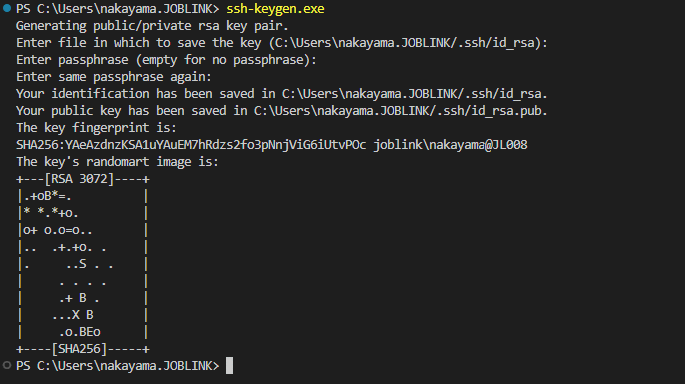 PS C:\Users\nakayama.JOBLINK> ssh-keygen.exe
Generating public/private rsa key pair.
Enter file in which to save the key (C:\Users\nakayama.JOBLINK/.ssh/id_rsa):
Enter passphrase (empty for no passphrase):
Enter same passphrase again:
Your identification has been saved in C:\Users\nakayama.JOBLINK/.ssh/id_rsa.
Your public key has been saved in C:\Users\nakayama.JOBLINK/.ssh/id_rsa.pub.
The key fingerprint is:
SHA256:YAeAzdnzKSA1uYAuEM7hRdzs2fo3pNnjViG6iUtvPOc joblink\nakayama@JL008
The key's randomart image is:
+---[RSA 3072]----+
|.+oB*=.          |
|* *.*+o.         |
|o+ o.o=o..       |
|..  .+.+o. .     |
|.     ..S . .    |
|     . . . .     |
|     .+ B .      |
|    ...X B       |
|     .o.BEo      |
+----[SHA256]-----+
PS C:\Users\nakayama.JOBLINK>